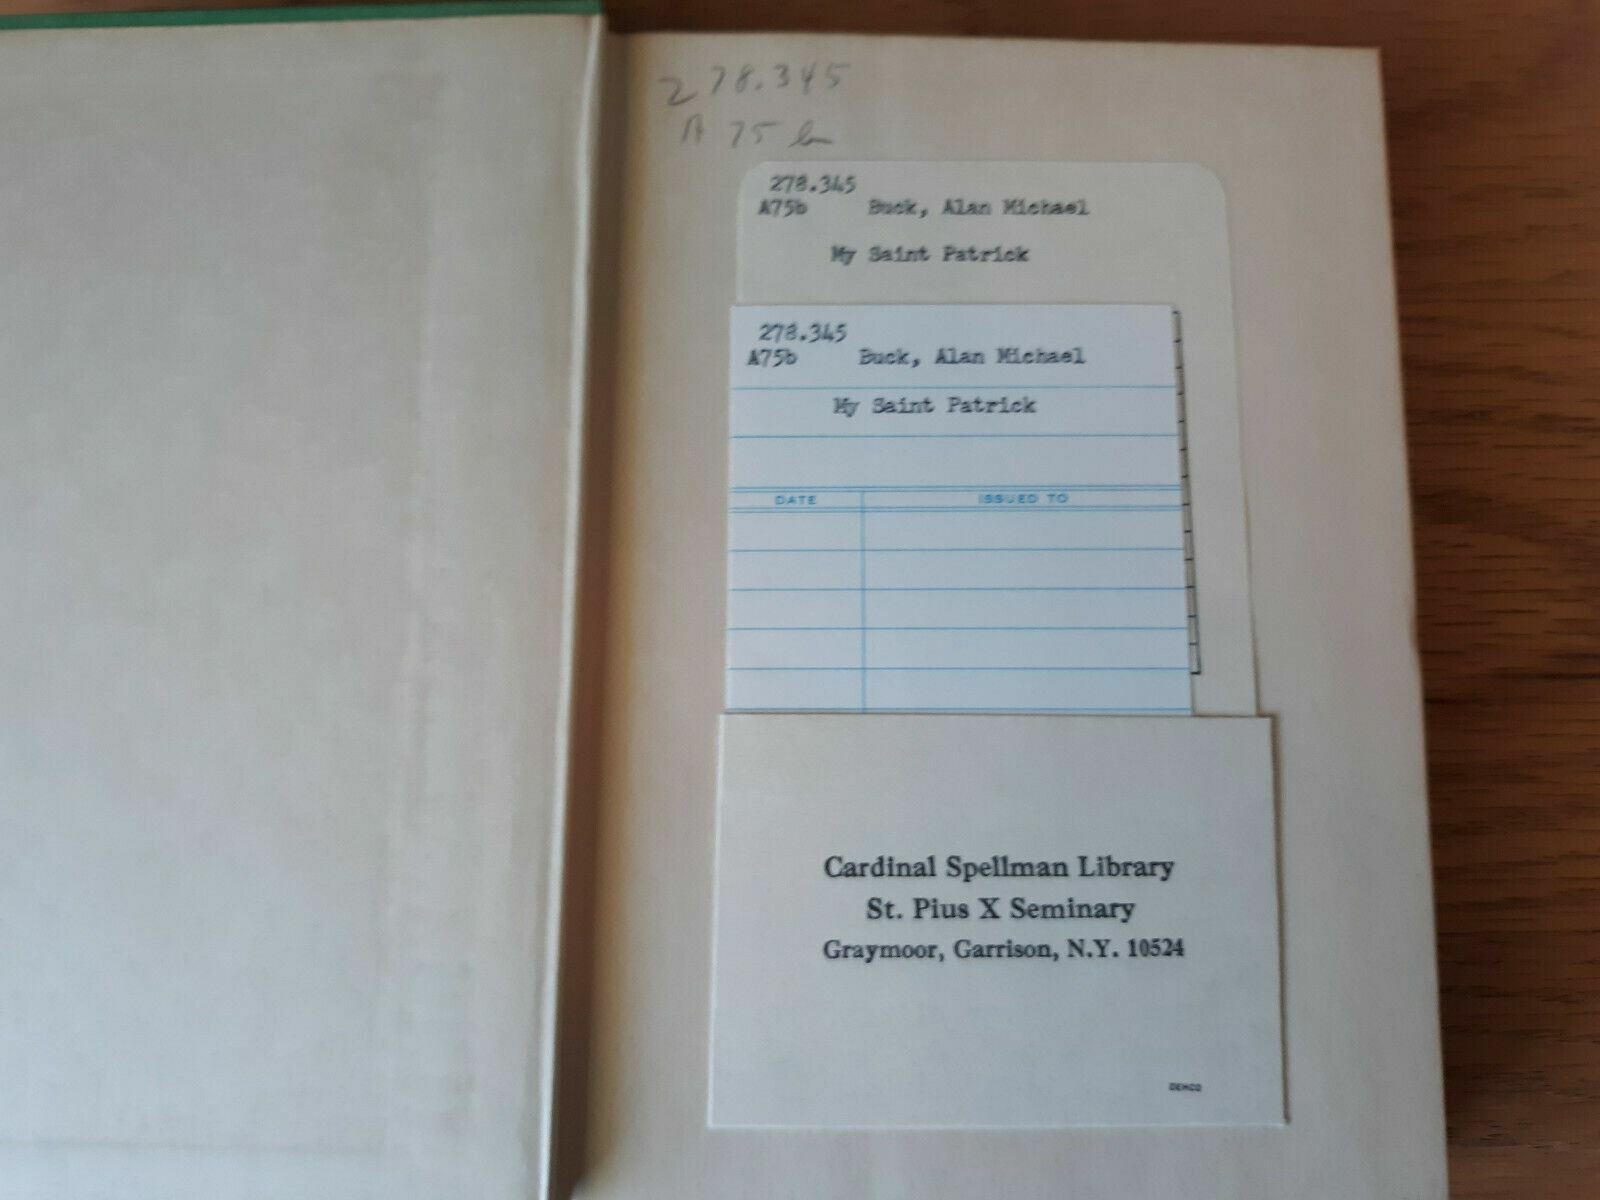 278.345
A 75 b
278.345
A75b Buck, Alan Michael
My Saint Patrick
278.345
A75b Buck, Alan Michael
My Saint Patrick
DATE ISSUED TO
Cardinal Spellman Library
St. Pius X Seminary
Graymoor, Garrison, N.Y. 10524
DEMCO